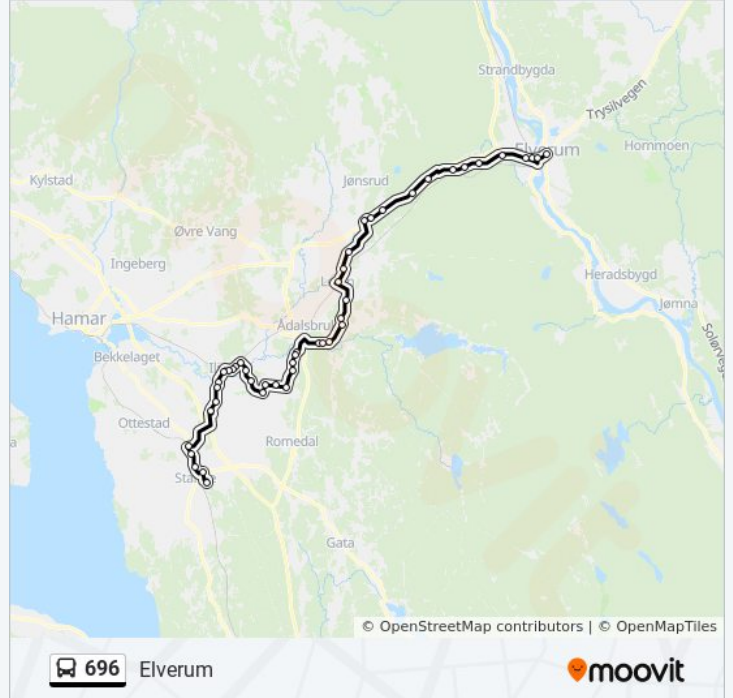 Strandbygda
Trysilvegen
Elverum
Hornmoen
Kylstad
Jønsrud
Øvre Vang
Ingeberg
Heradsbygd
Jømna
Hamar
Ådalsbru
Bekkelaget
Ottestad
Romedal
Gata
© OpenStreetMap contributors | © OpenMapTiles
696 Elverum
moovit